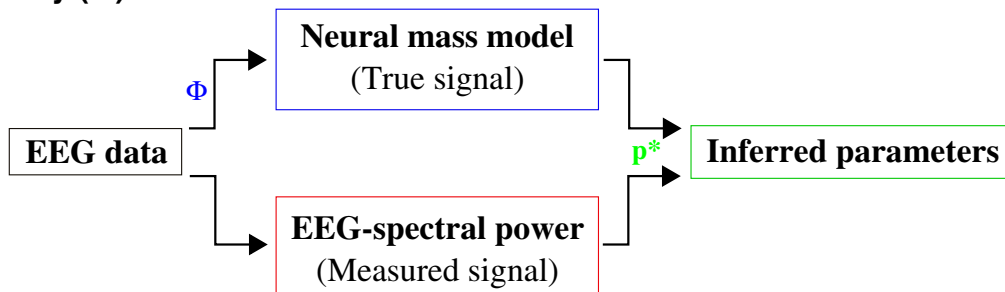 Neural mass model
(True signal)
Φ
EEG data
p*
Inferred parameters
EEG-spectral power
(Measured signal)